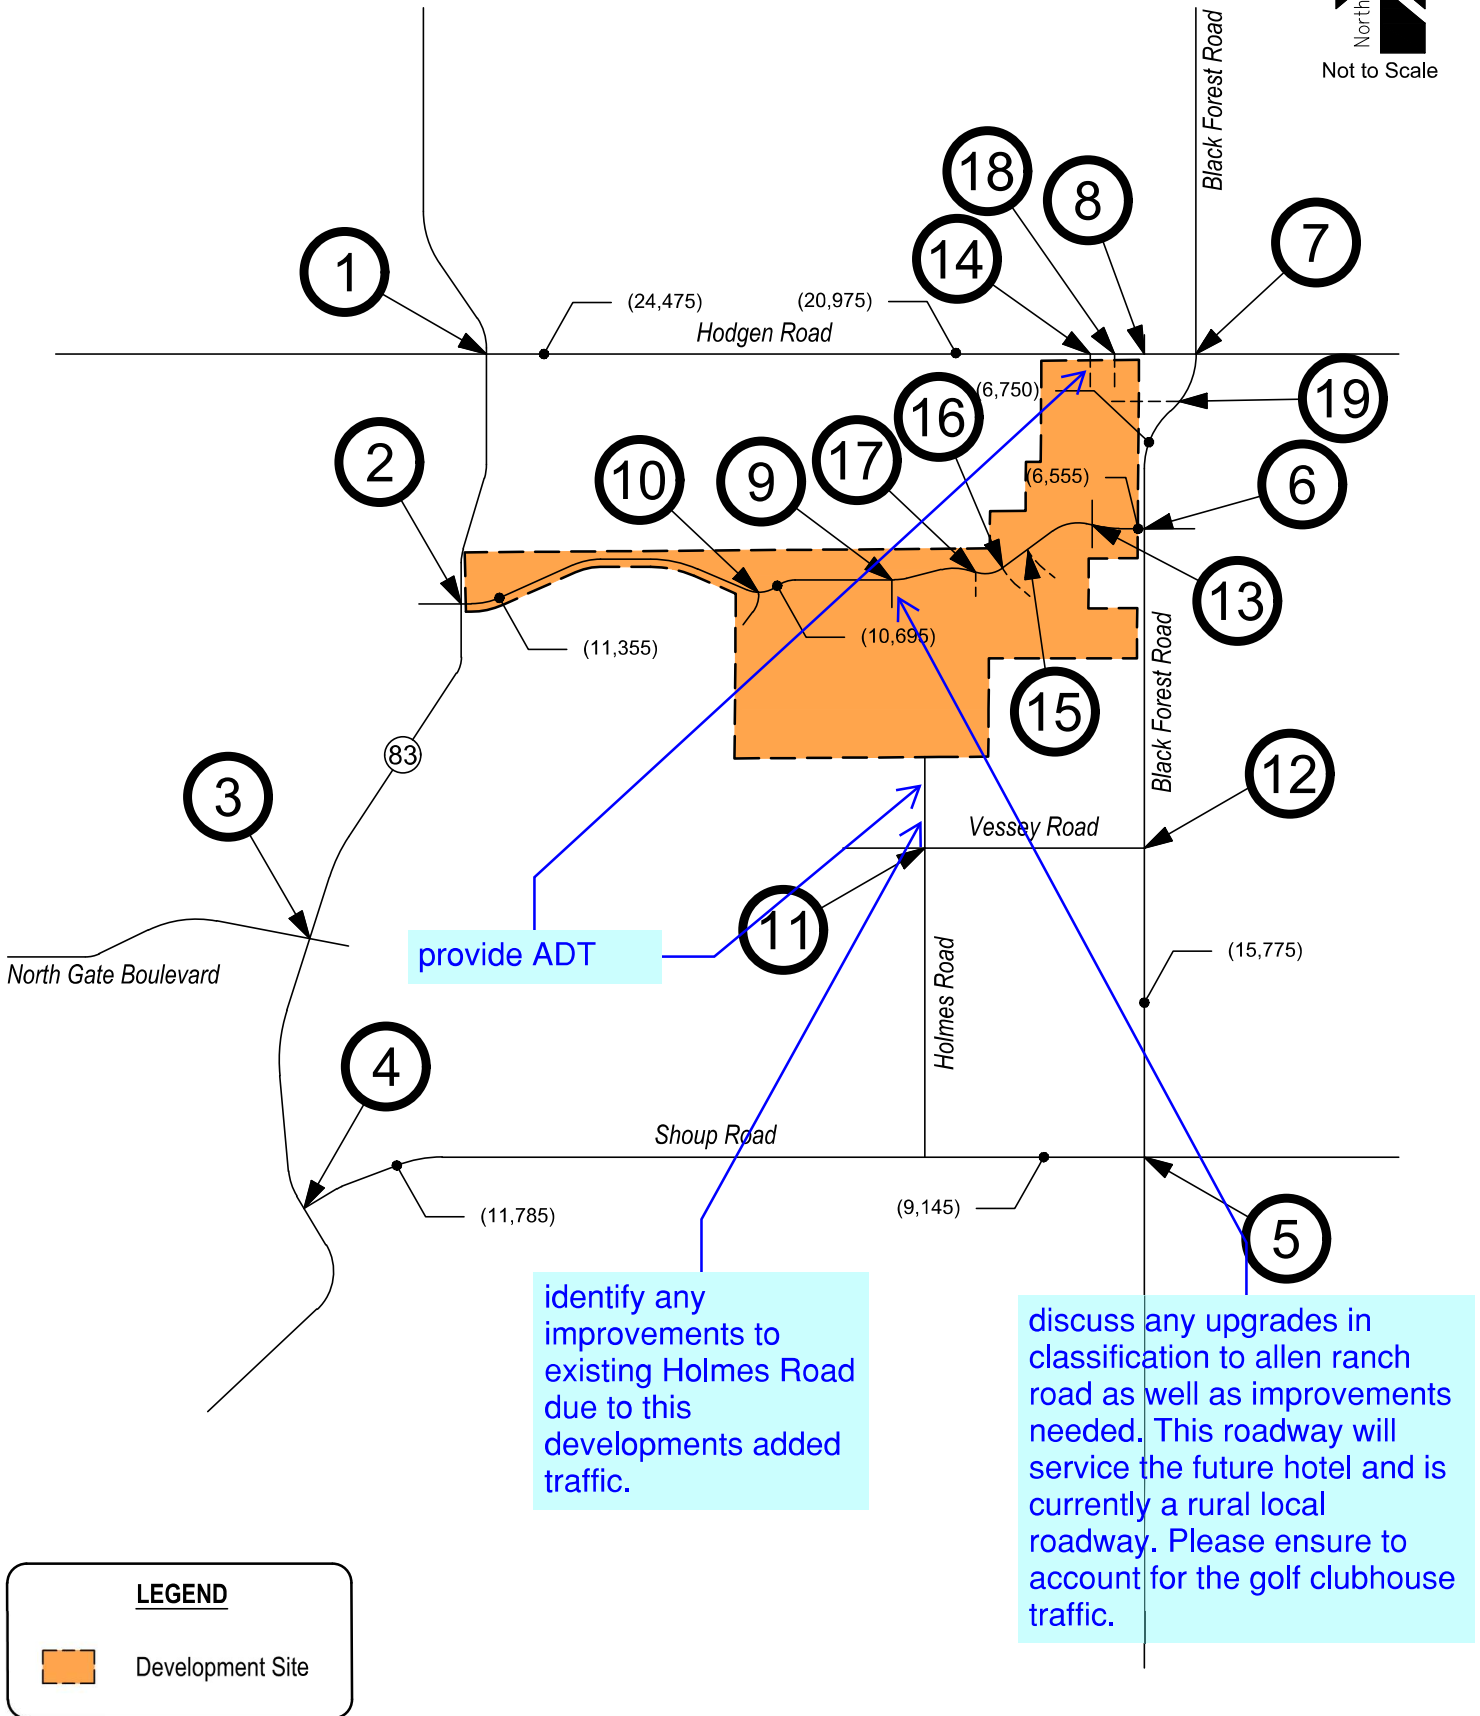 North
Not to Scale
Black Forest Road
18
8
7
14
1
(24,475)
(20,975)
Hodgen Road
(6,750)
19
16
2
17
10
9
(6,555)
6
13
(11,355)
(10,695)
15
Black Forest Road
83
3
12
Vessey Road
11
provide ADT
North Gate Boulevard
Holmes Road
(15,775)
4
Shoup Road
(11,785)
(9,145)
5
identify any
improvements to
existing Holmes Road
due to this
developments added
traffic.
discuss any upgrades in
classification to allen ranch
road as well as improvements
needed. This roadway will
service the future hotel and is
currently a rural local
roadway. Please ensure to
account for the golf clubhouse
traffic.
LEGEND
Development Site